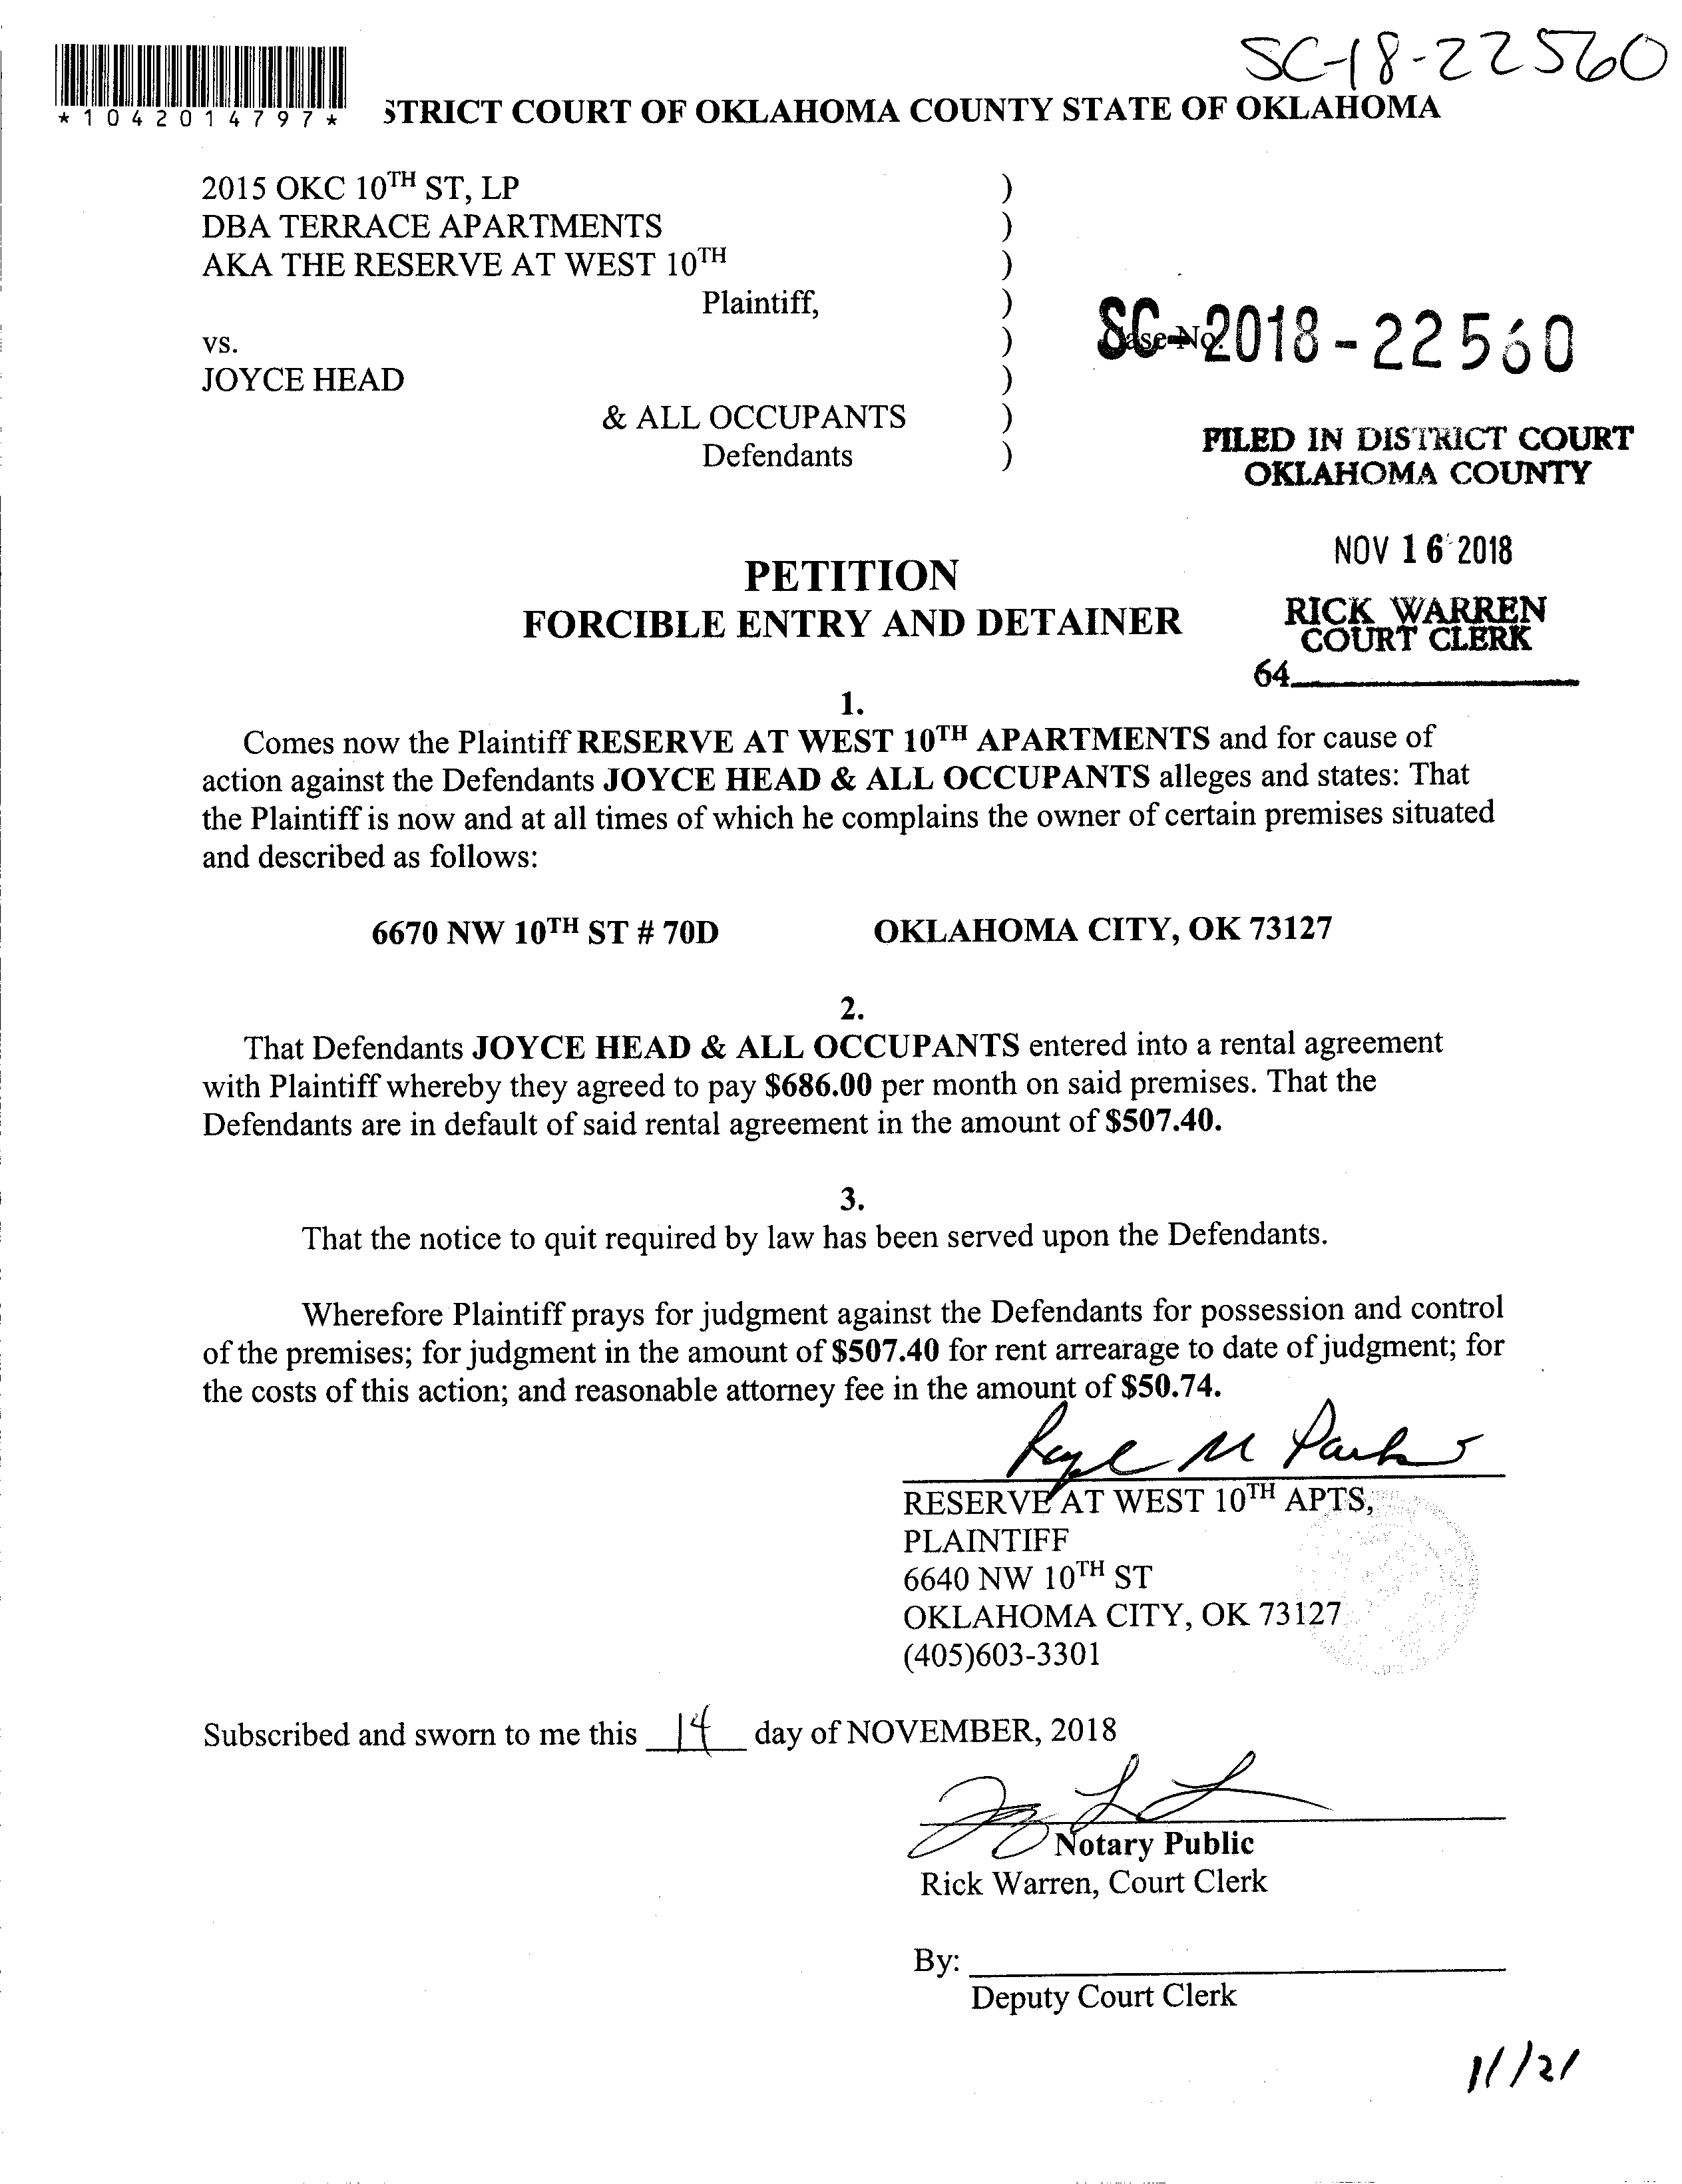 SC-18-22560
*1042014797*
STRICT COURT OF OKLAHOMA COUNTY STATE OF OKLAHOMA
2015 OKC 10TH ST, LP )
DBA TERRACE APARTMENTS )
AKA THE RESERVE AT WEST 10TH )
Plaintiff, )
vs. )
Case No.
SC-2018-22560
JOYCE HEAD )
& ALL OCCUPANTS )
Defendants )
FILED IN DISTRICT COURT
OKLAHOMA COUNTY
NOV 16 2018
RICK WARREN
COURT CLERK
64
PETITION
FORCIBLE ENTRY AND DETAINER
1.
Comes now the Plaintiff RESERVE AT WEST 10TH APARTMENTS and for cause of
action against the Defendants JOYCE HEAD & ALL OCCUPANTS alleges and states: That
the Plaintiff is now and at all times of which he complains the owner of certain premises situated
and described as follows:
6670 NW 10TH ST # 70D OKLAHOMA CITY, OK 73127
2.
That Defendants JOYCE HEAD & ALL OCCUPANTS entered into a rental agreement
with Plaintiff whereby they agreed to pay $686.00 per month on said premises. That the
Defendants are in default of said rental agreement in the amount of $507.40.
3.
That the notice to quit required by law has been served upon the Defendants.
Wherefore Plaintiff prays for judgment against the Defendants for possession and control
of the premises; for judgment in the amount of $507.40 for rent arrearage to date of judgment; for
the costs of this action; and reasonable attorney fee in the amount of $50.74.
M
RESERVE AT WEST 10TH APTS,
PLAINTIFF
6640 NW 10TH ST
OKLAHOMA CITY, OK 73127
(405)603-3301
Subscribed and sworn to me this 14 day of NOVEMBER, 2018
Notary Public
Rick Warren, Court Clerk
By:
Deputy Court Clerk
11/21